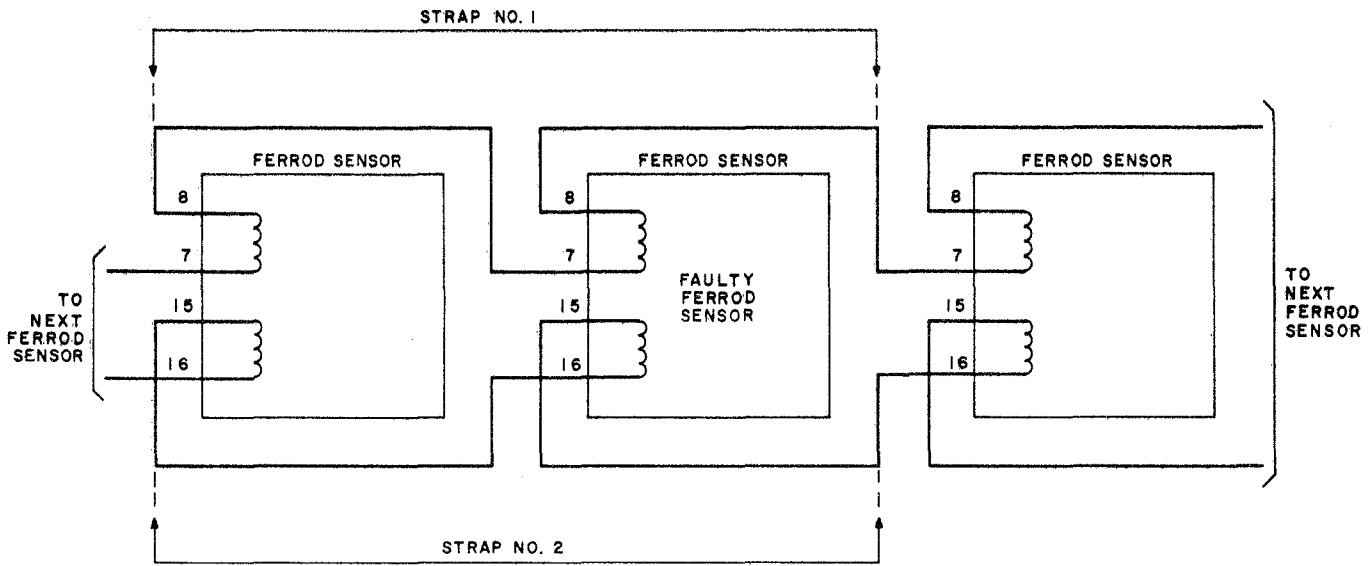 STRAP NO. 1
FERROD SENSOR
FERROD SENSOR
FERROD SENSOR
8
7
15
16
8
7
15
16
8
7
15
16
FAULTY
FERROD
SENSOR
TO
NEXT
FERROD
SENSOR
TO
NEXT
FERROD
SENSOR
STRAP NO. 2